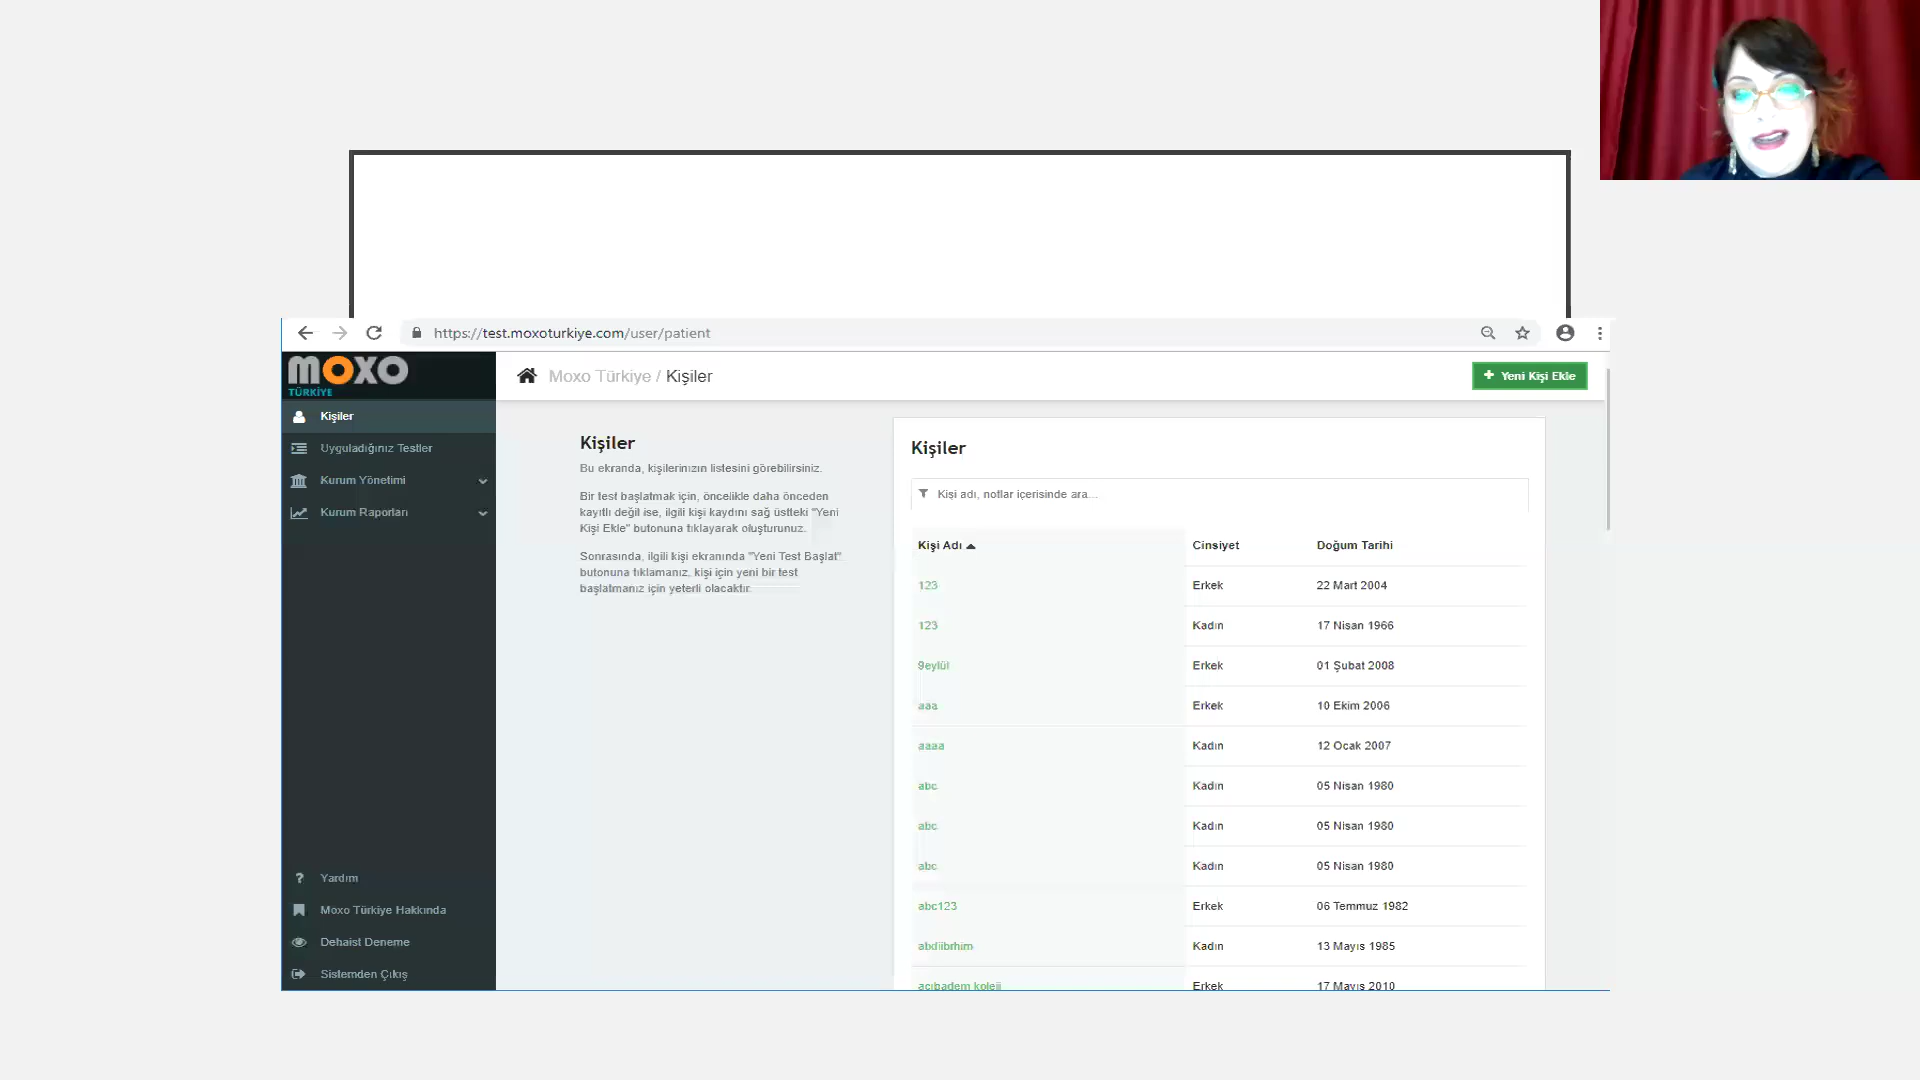 https://test.moxoturkiye.com/user/patient
MOXO
TÜRKİYE
Moxo Türkiye / Kişiler
+ Yeni Kişi Ekle
Kişiler
Uyguladığınız Testler
Kurum Yönetimi
Kurum Raporları
Yardım
Moxo Türkiye Hakkında
Dehaist Deneme
Sistemden Çıkış
Kişiler
Bu ekranda, kişilerinizin listesini görebilirsiniz.
Bir test başlatmak için, öncelikle daha önceden
kayıtlı değil ise, ilgili kişi kaydını sağ üstteki "Yeni
Kişi Ekle" butonuna tıklayarak oluşturunuz.
Sonrasında, ilgili kişi ekranında "Yeni Test Başlat"
butonuna tıklamanız, kişi için yeni bir test
başlatmanız için yeterli olacaktır.
Kişiler
Kişi adı, notlar içerisinde ara...
Kişi Adı Cinsiyet Doğum Tarihi
123 Erkek 22 Mart 2004
123 Kadın 17 Nisan 1966
9eylül Erkek 01 Şubat 2008
aaa Erkek 10 Ekim 2006
aaaa Kadın 12 Ocak 2007
abc Kadın 05 Nisan 1980
abc Kadın 05 Nisan 1980
abc Kadın 05 Nisan 1980
abc123 Erkek 06 Temmuz 1982
abdiibrhim Kadın 13 Mayıs 1985
acıbadem koleji Erkek 17 Mayıs 2010